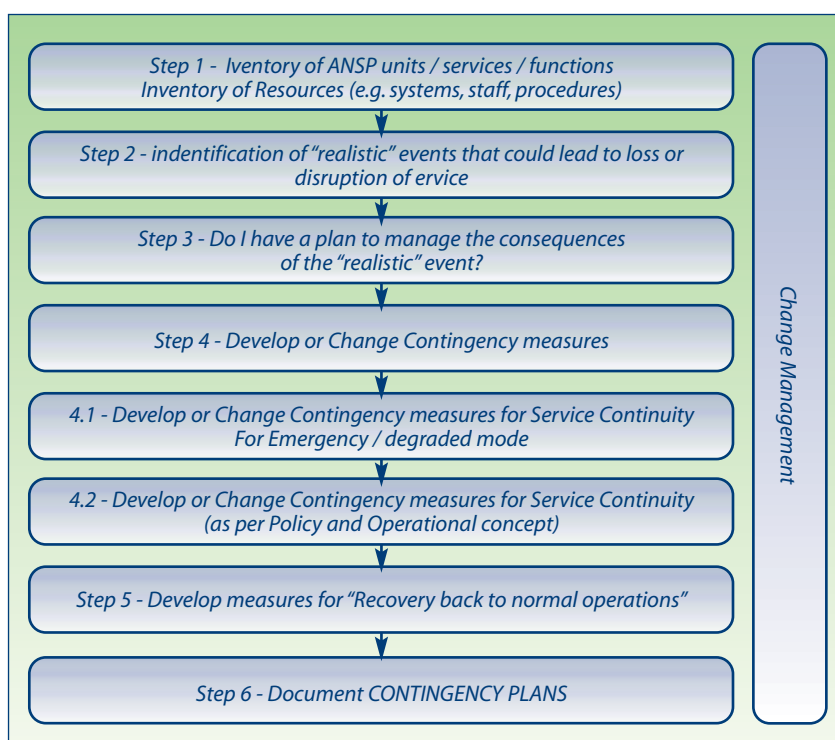 Step 1 - Iventory of ANSP units / services / functions
Inventory of Resources (e.g. systems, staff, procedures)
Step 2 - indentification of “realistic” events that could lead to loss or
disruption of ervice
Step 3 - Do I have a plan to manage the consequences
of the “realistic” event?
Step 4 - Develop or Change Contingency measures
4.1 - Develop or Change Contingency measures for Service Continuity
For Emergency / degraded mode
4.2 - Develop or Change Contingency measures for Service Continuity
(as per Policy and Operational concept)
Step 5 - Develop measures for “Recovery back to normal operations”
Step 6 - Document CONTINGENCY PLANS
Change Management